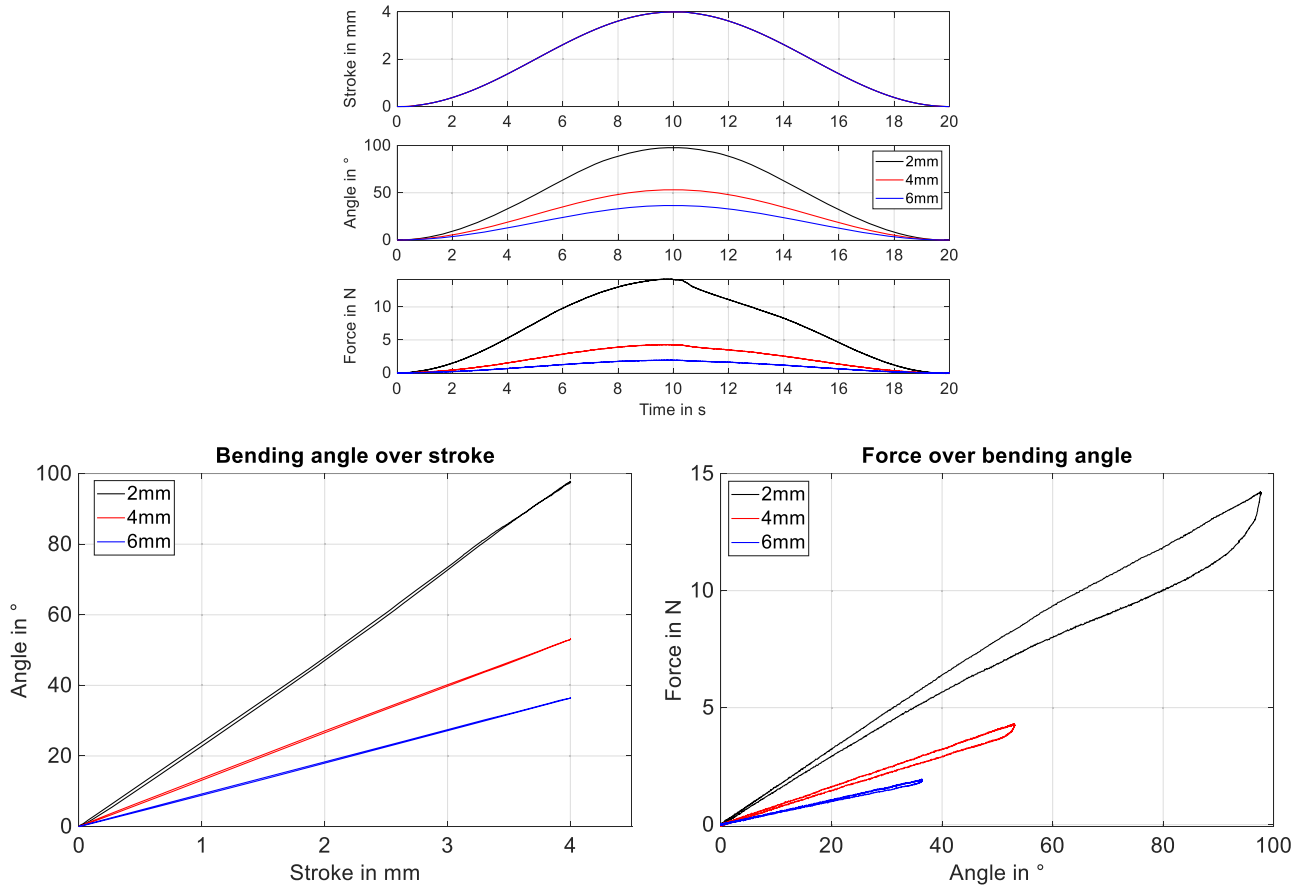 4
2
0
Stroke in mm
0 2 4 6 8 10 12 14 16 18 20
100
50
0
Angle in °
2mm
4mm
6mm
0 2 4 6 8 10 12 14 16 18 20
10
5
0
Force in N
0 2 4 6 8 10 12 14 16 18 20
Time in s
Bending angle over stroke
100
80
60
40
20
0
Angle in °
2mm
4mm
6mm
0 1 2 3 4
Stroke in mm
Force over bending angle
15
10
5
0
Force in N
2mm
4mm
6mm
0 20 40 60 80 100
Angle in °